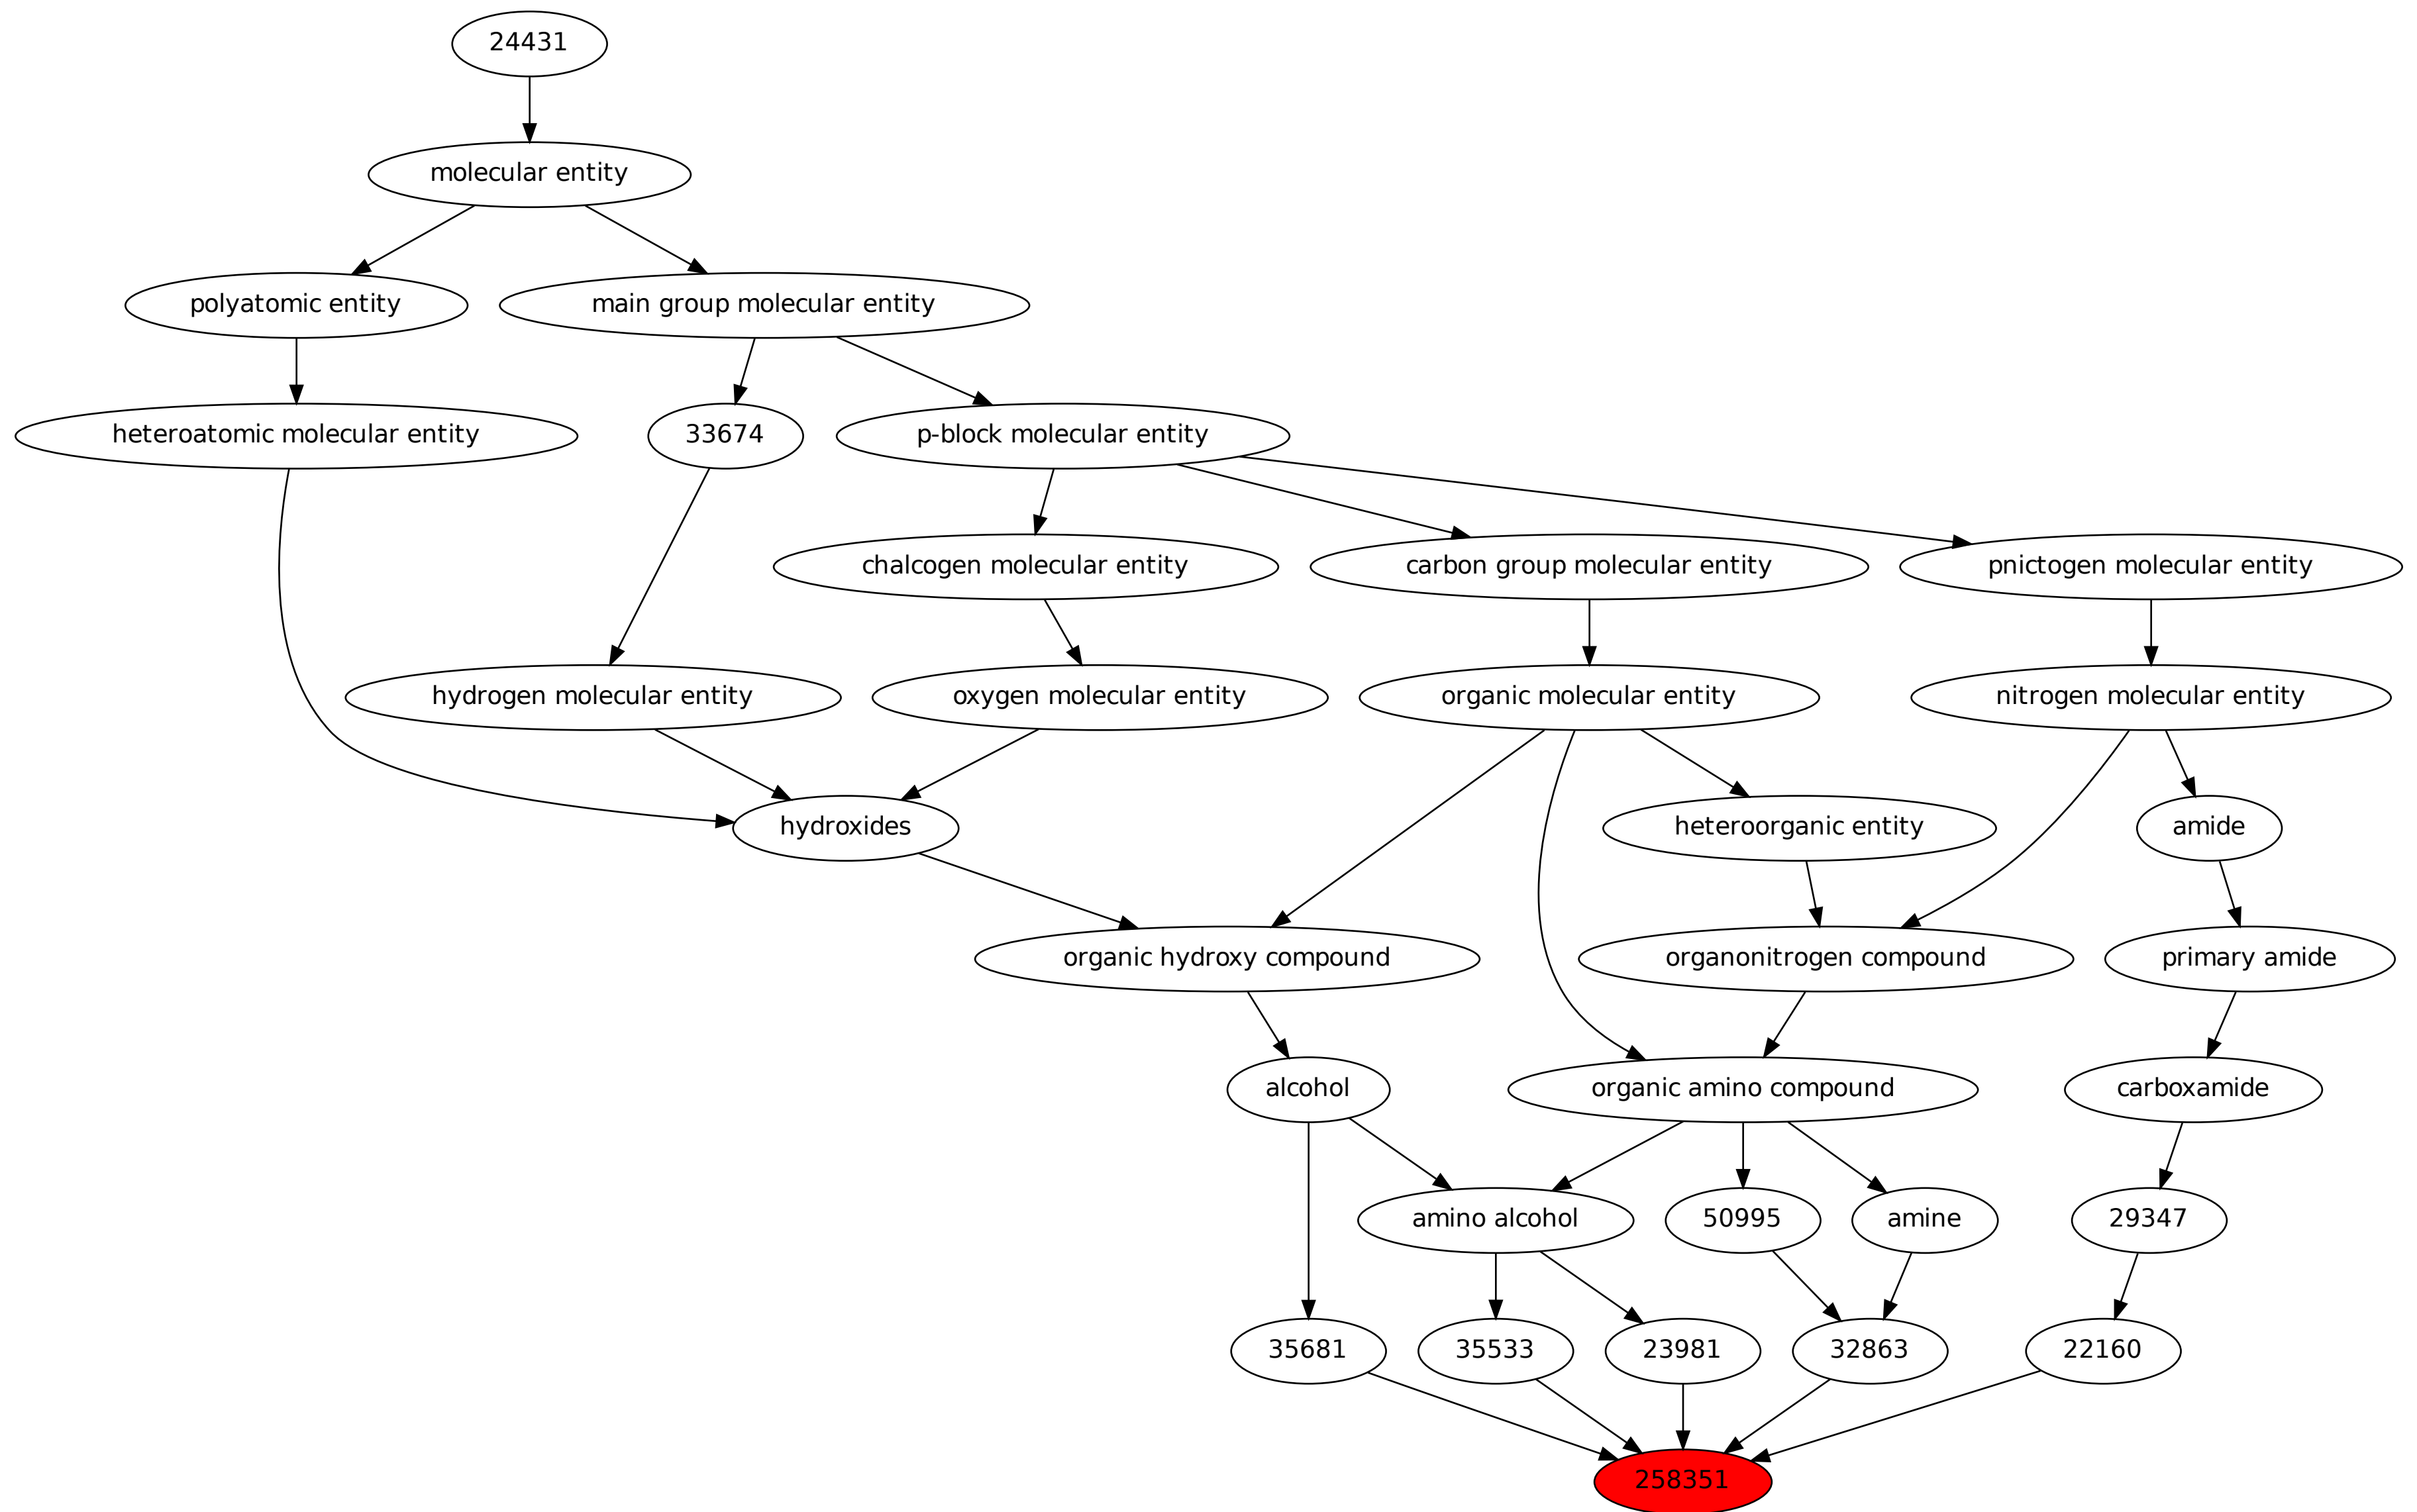 24431
molecular entity
polyatomic entity
main group molecular entity
heteroatomic molecular entity
33674
p-block molecular entity
chalcogen molecular entity
carbon group molecular entity
pnictogen molecular entity
hydrogen molecular entity
oxygen molecular entity
organic molecular entity
nitrogen molecular entity
hydroxides
heteroorganic entity
amide
organic hydroxy compound
organonitrogen compound
primary amide
alcohol
organic amino compound
carboxamide
amino alcohol
50995
amine
29347
35681
35533
23981
32863
22160
258351